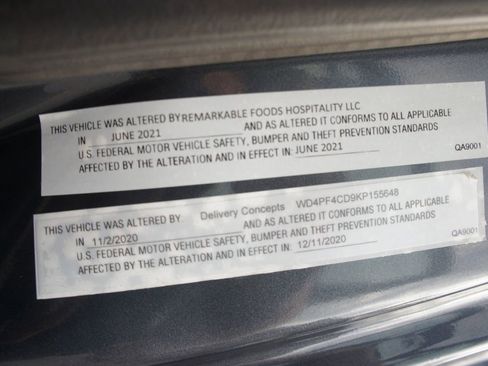 THIS VEHICLE WAS ALTERED BY REMARKABLE FOODS HOSPITALITY LLC
IN JUNE 2021 AND AS ALTERED IT CONFORMS TO ALL APPLICABLE
U.S. FEDERAL MOTOR VEHICLE SAFETY, BUMPER AND THEFT PREVENTION STANDARDS
AFFECTED BY THE ALTERATION AND IN EFFECT IN: JUNE 2021
QA9001
THIS VEHICLE WAS ALTERED BY: Delivery Concepts WD4PF4CD9KP155648
IN 11/2/2020 AND AS ALTERED IT CONFORMS TO ALL APPLICABLE
U.S. FEDERAL MOTOR VEHICLE SAFETY, BUMPER AND THEFT PREVENTION STANDARDS
AFFECTED BY THE ALTERATION AND IN EFFECT IN: 12/11/2020
QA9001